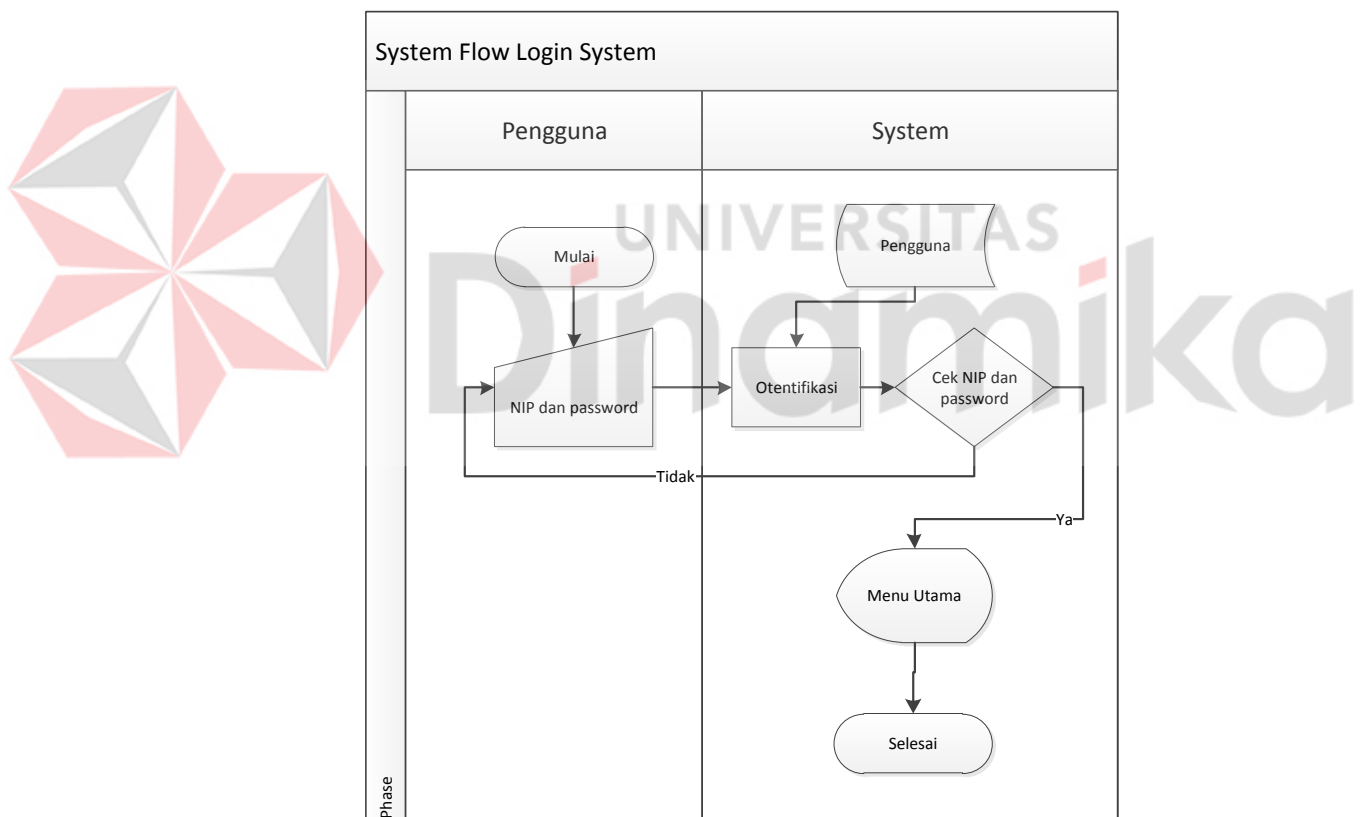 System Flow Login System
Pengguna
System
UNIVERSITAS
Dinamika
Mulai
Pengguna
NIP dan password
Otentifikasi
Cek NIP dan
password
Tidak
Ya
Menu Utama
Selesai
Phase